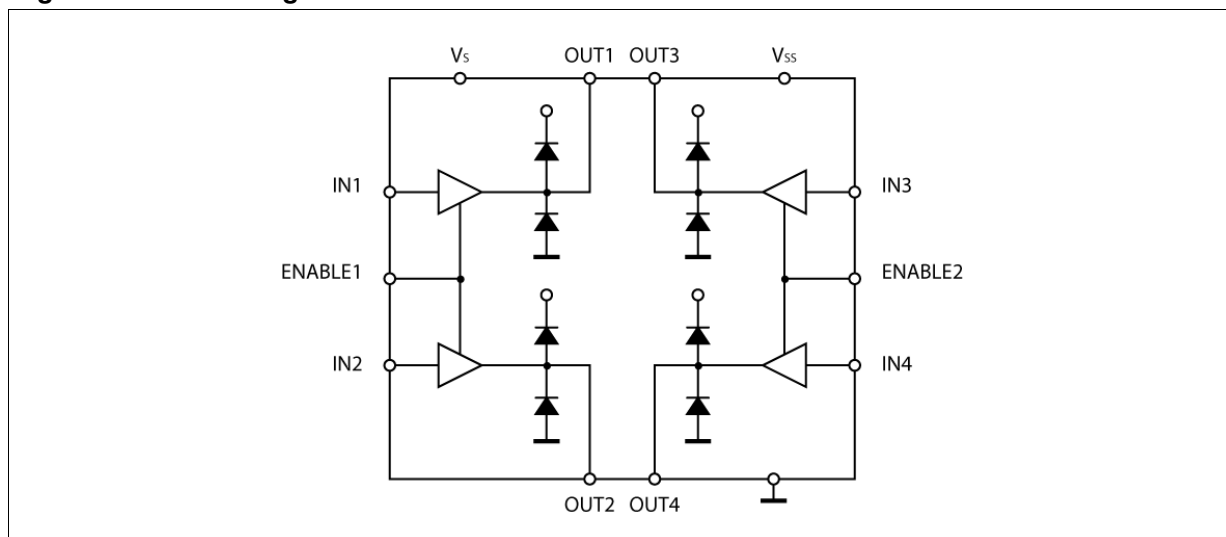 Vs OUT1 OUT3 Vss
IN1 IN3
ENABLE1 ENABLE2
IN2 IN4
OUT2 OUT4